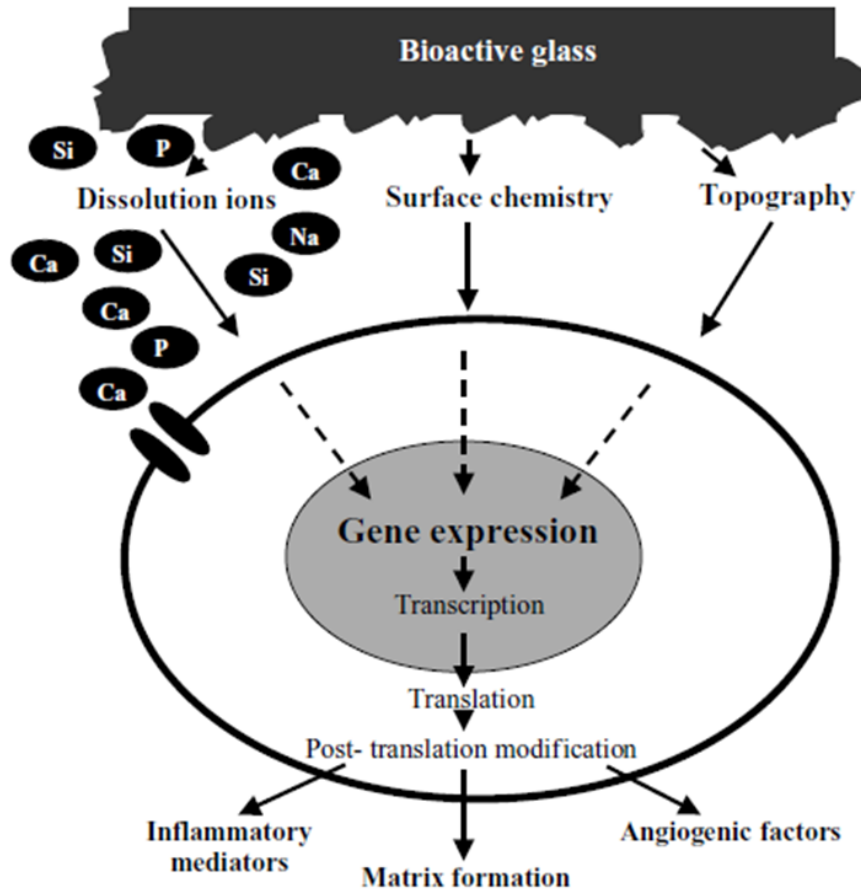 Bioactive glass
Si
P
Ca
Dissolution ions
Surface chemistry
Topography
Na
Ca
Si
Si
Ca
P
Ca
Gene expression
Transcription
Translation
Post- translation modification
Inflammatory
mediators
Angiogenic factors
Matrix formation